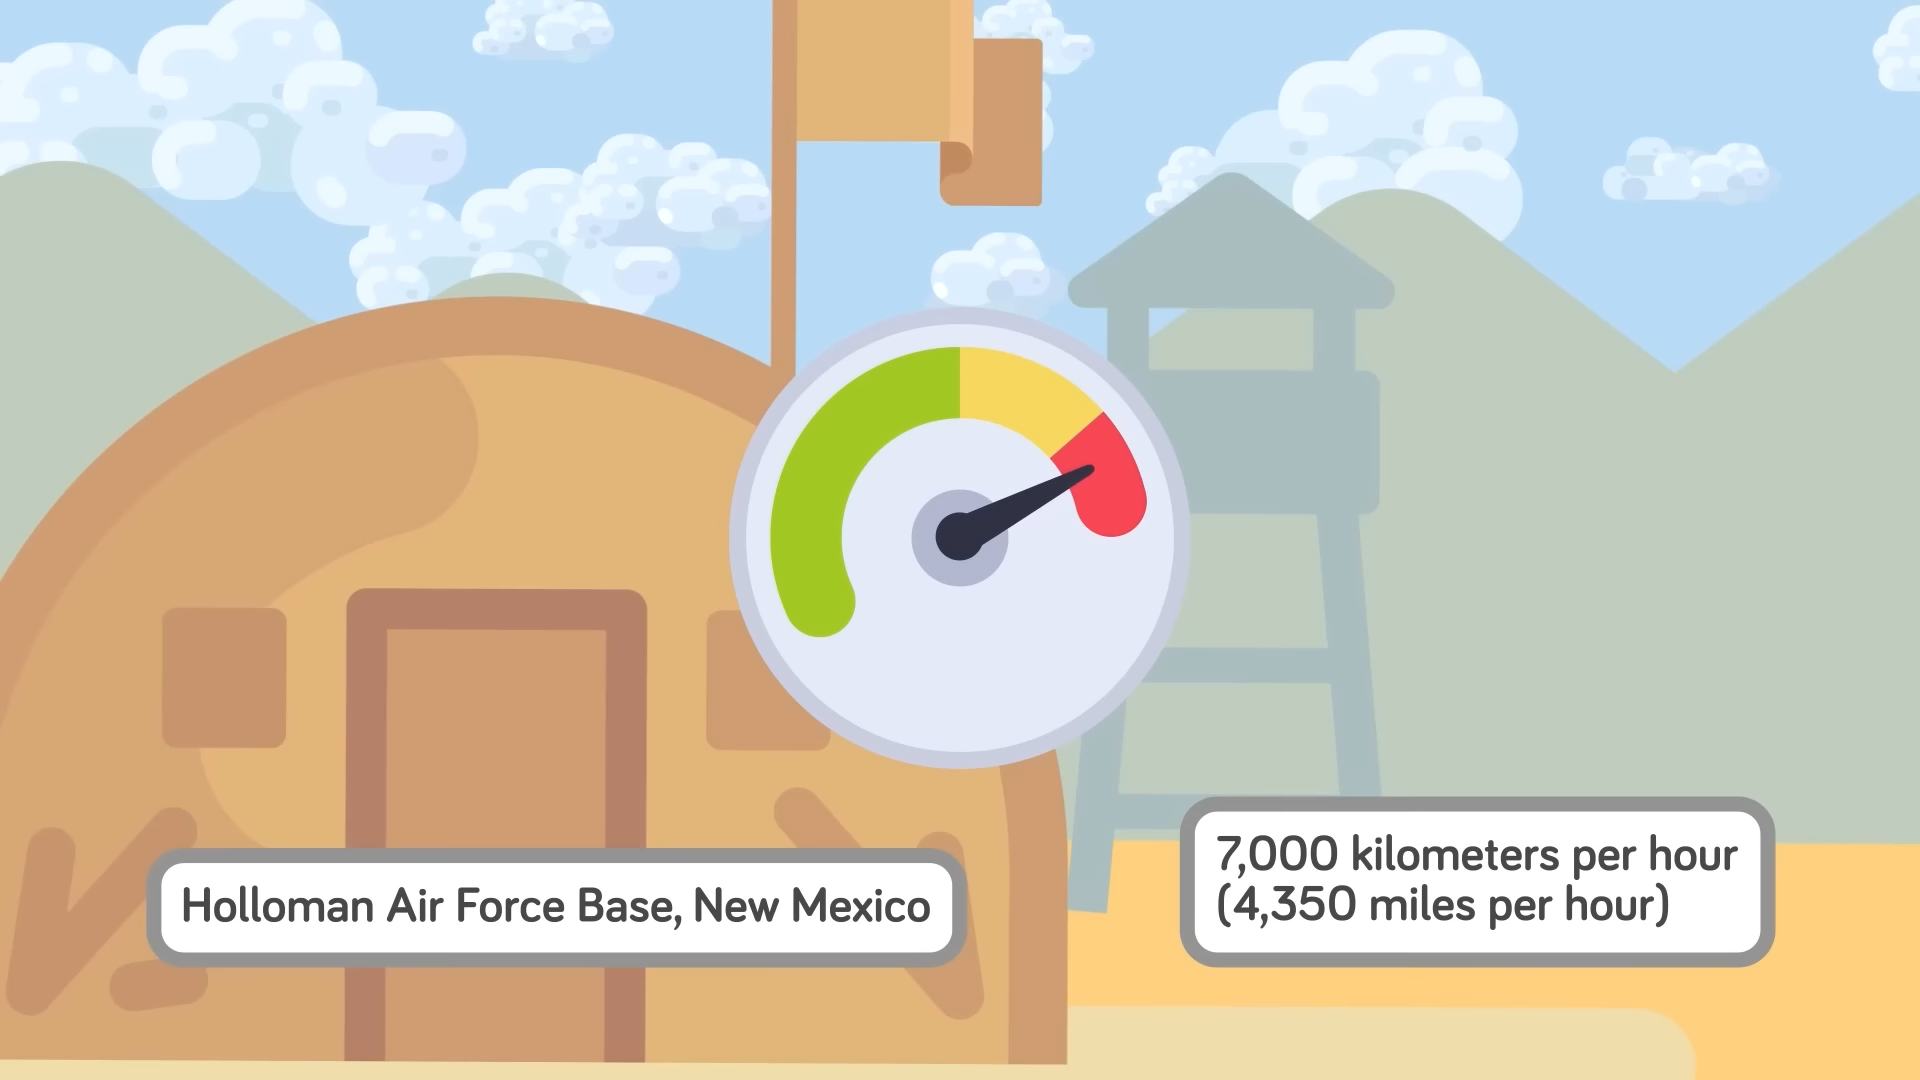 Holloman Air Force Base, New Mexico
7,000 kilometers per hour
(4,350 miles per hour)